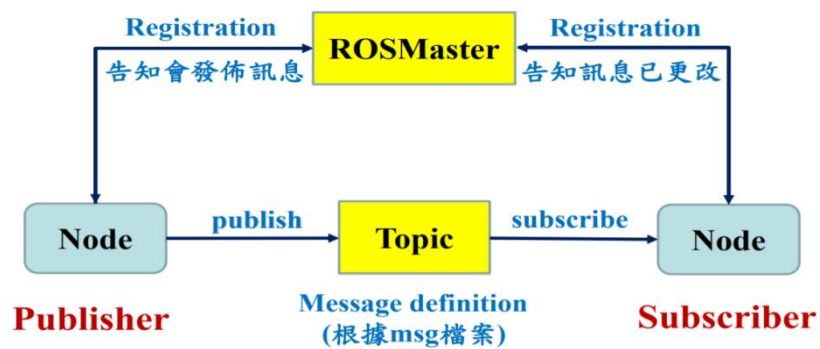 Registration
ROSMaster
Registration
告知會發佈訊息
告知訊息已更改
Node
publish
Topic
subscribe
Node
Publisher
Message definition
(根據msg檔案)
Subscriber